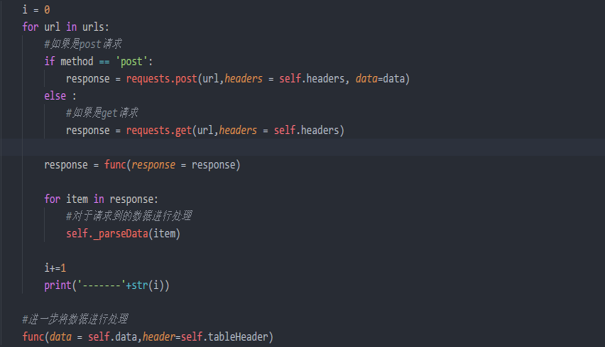 i = 0
for url in urls:
#如果是post请求
if method == 'post':
response = requests.post(url,headers = self.headers, data=data)
else :
#如果是get请求
response = requests.get(url,headers = self.headers)
response = func(response = response)
for item in response:
#对于请求到的数据进行处理
self._parseData(item)
i+=1
print('-------'+str(i))
#进一步将数据进行处理
func(data = self.data,header=self.tableHeader)